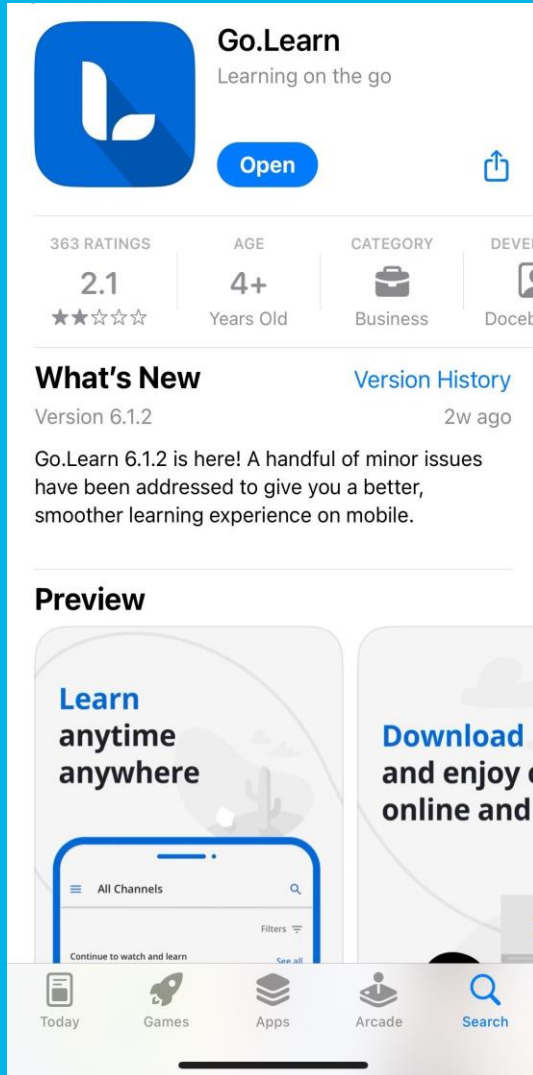 Go.Learn
Learning on the go
Open
363 RATINGS
2.1
AGE
4+
Years Old
CATEGORY
Business
What's New
Version History
Version 6.1.2
2w ago
Go.Learn 6.1.2 is here! A handful of minor issues
have been addressed to give you a better,
smoother learning experience on mobile.
Preview
Learn
anytime
anywhere
All Channels
Filters
Continue to watch and learn
See all
Download
and enjoy
online and
Today
Games
Apps
Arcade
Search